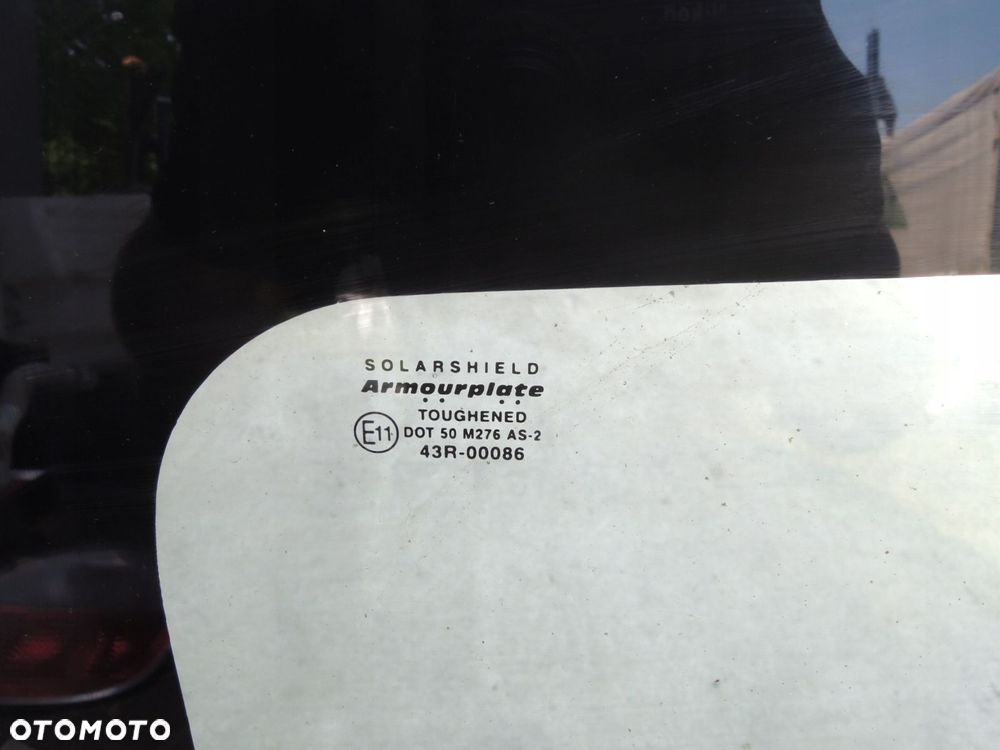 SOLARSHIELD
Armourplate
TOUGHENED
E11 DOT 50 M276 AS-2
43R-00086
OTOMOTO